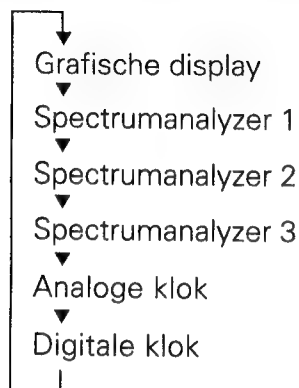 Grafische display
Spectrumanalyzer 1
Spectrumanalyzer 2
Spectrumanalyzer 3
Analoge klok
Digitale klok